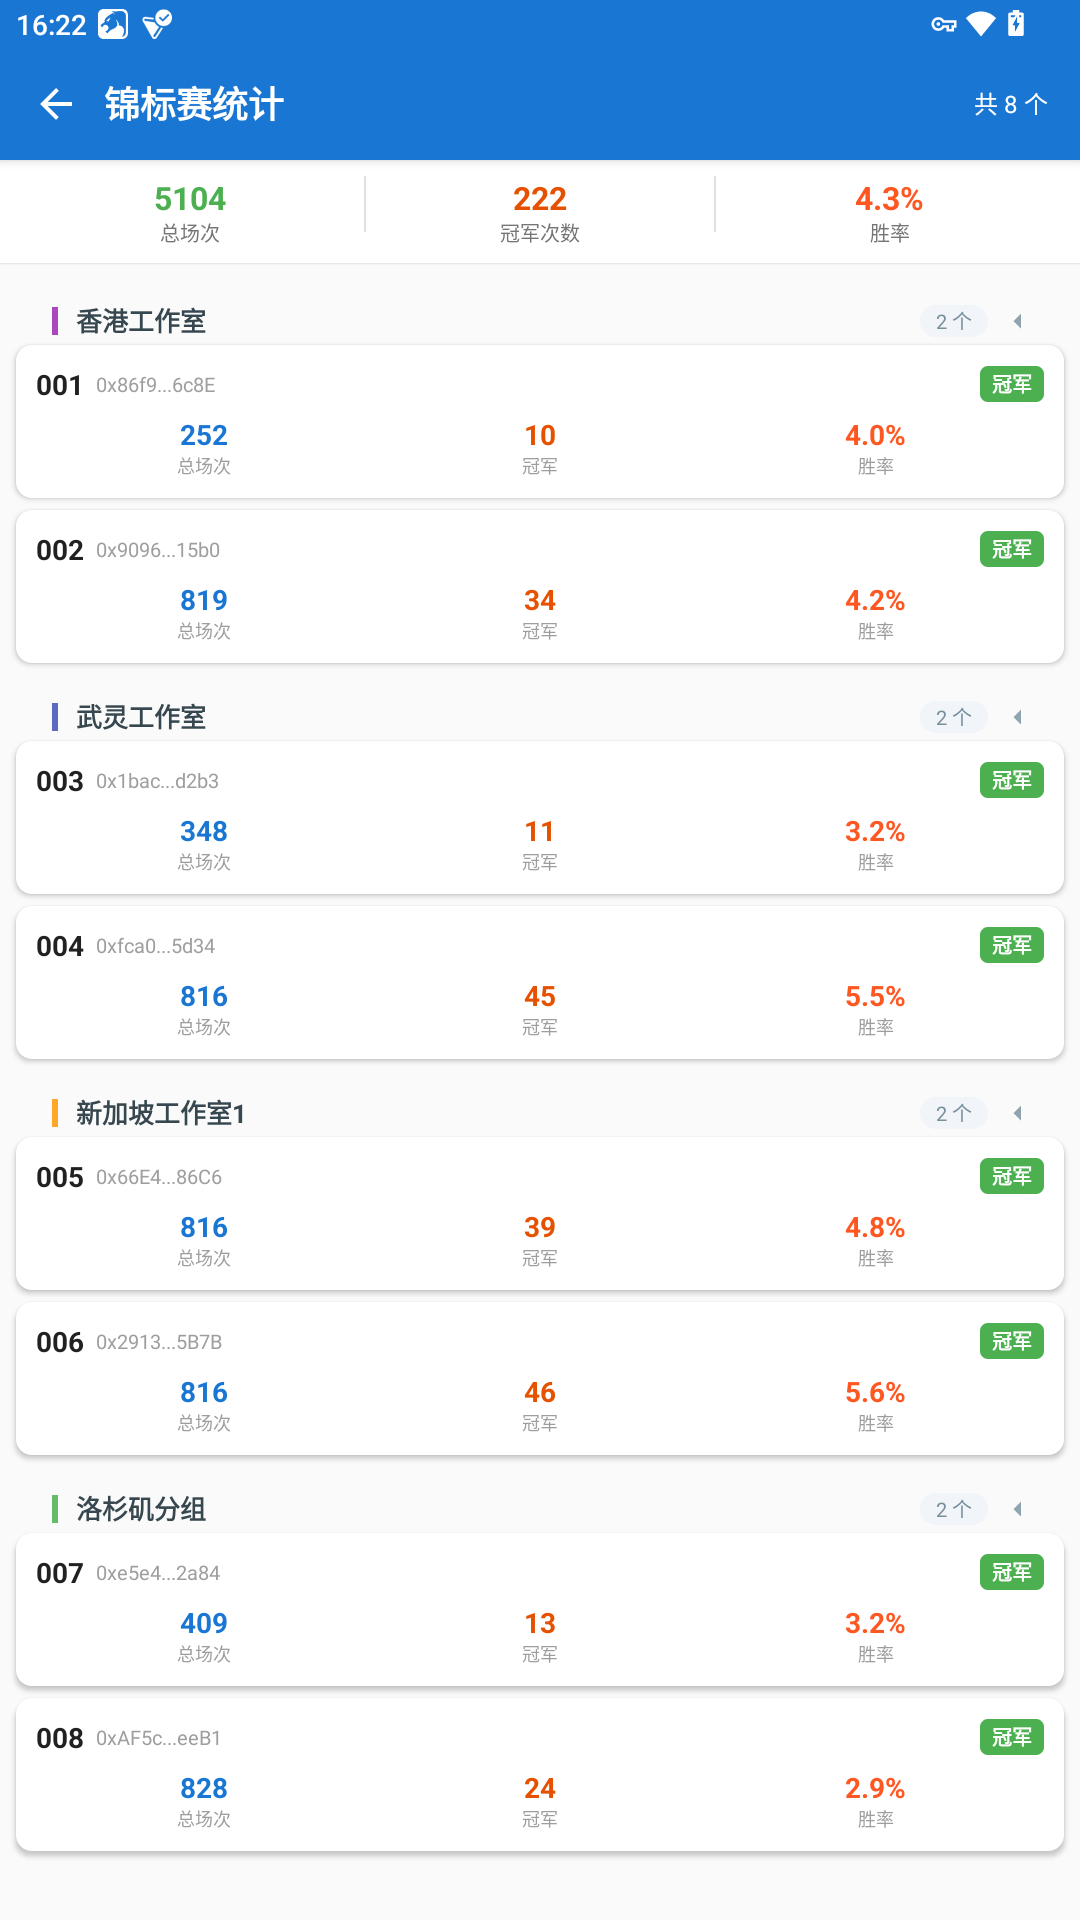 16:22
锦标赛统计
共 8 个
5104 222 4.3%
总场次 冠军次数 胜率
香港工作室 2 个
001 0x86f9...6c8E 冠军
252 10 4.0%
总场次 冠军 胜率
002 0x9096...15b0 冠军
819 34 4.2%
总场次 冠军 胜率
武灵工作室 2 个
003 0x1bac...d2b3 冠军
348 11 3.2%
总场次 冠军 胜率
004 0xfca0...5d34 冠军
816 45 5.5%
总场次 冠军 胜率
新加坡工作室1 2 个
005 0x66E4...86C6 冠军
816 39 4.8%
总场次 冠军 胜率
006 0x2913...5B7B 冠军
816 46 5.6%
总场次 冠军 胜率
洛杉矶分组 2 个
007 0xe5e4...2a84 冠军
409 13 3.2%
总场次 冠军 胜率
008 0xAF5c...eeB1 冠军
828 24 2.9%
总场次 冠军 胜率